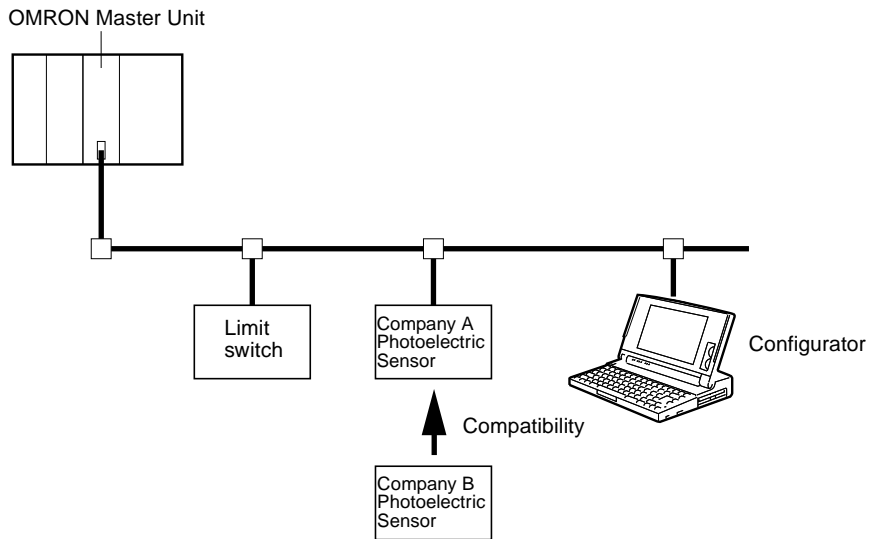 OMRON Master Unit
Limit
switch
Company A
Photoelectric
Sensor
Configurator
Compatibility
Company B
Photoelectric
Sensor